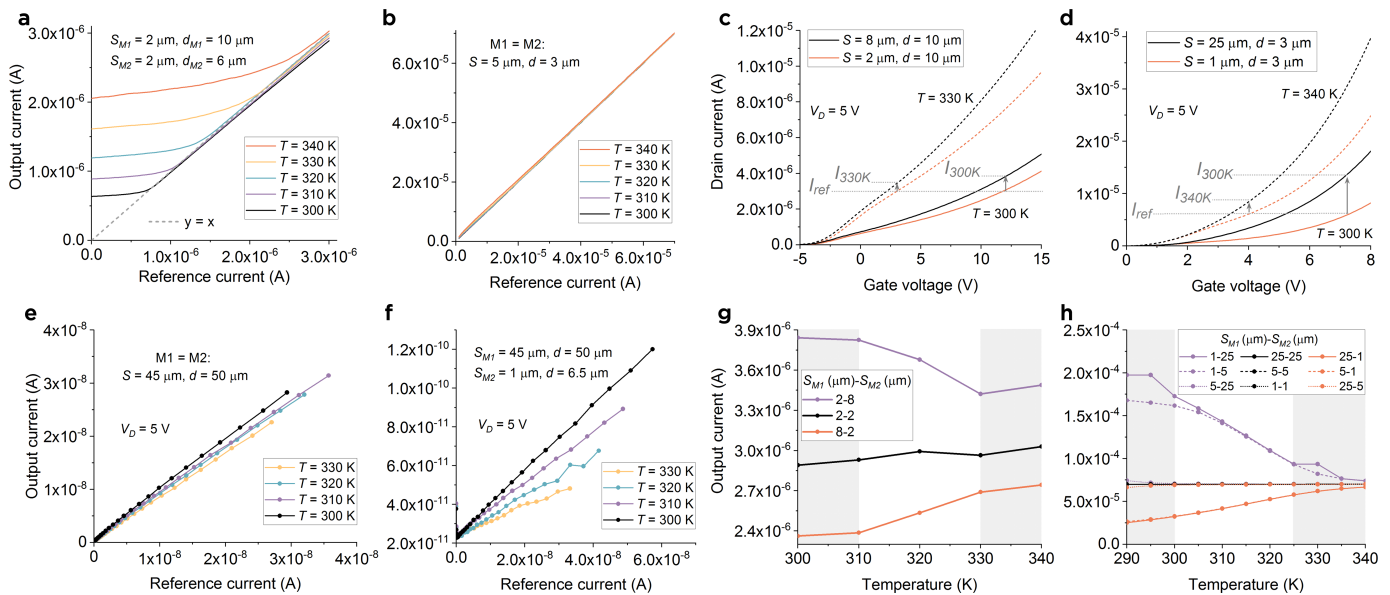 a
3.0x10⁻⁶
2.0x10⁻⁶
1.0x10⁻⁶
0.0
Output current (A)
S_M1 = 2 μm, d_M1 = 10 μm
S_M2 = 2 μm, d_M2 = 6 μm
T = 340 K
T = 330 K
T = 320 K
T = 310 K
T = 300 K
y = x
0.0 1.0x10⁻⁶ 2.0x10⁻⁶ 3.0x10⁻⁶
Reference current (A)
b
7.0x10⁻⁵
5.0x10⁻⁵
2.0x10⁻⁵
0.0
M1 = M2:
S = 5 μm, d = 3 μm
T = 340 K
T = 330 K
T = 320 K
T = 310 K
T = 300 K
0.0 2.0x10⁻⁵ 5.0x10⁻⁵
Reference current (A)
c
1.2x10⁻⁵
1.0x10⁻⁵
8.0x10⁻⁶
6.0x10⁻⁶
4.0x10⁻⁶
2.0x10⁻⁶
0.0
Drain current (A)
S = 8 μm, d = 10 μm
S = 2 μm, d = 10 μm
T = 330 K
V_D = 5 V
I_330K
I_300K
I_ref
T = 300 K
-5 0 5 10 15
Gate voltage (V)
d
4x10⁻⁵
3x10⁻⁵
2x10⁻⁵
1x10⁻⁵
0
S = 25 μm, d = 3 μm
S = 1 μm, d = 3 μm
T = 340 K
V_D = 5 V
I_300K
I_340K
I_ref
T = 300 K
0 2 4 6 8
Gate voltage (V)
e
4x10⁻⁸
3x10⁻⁸
2x10⁻⁸
1x10⁻⁸
0
Output current (A)
M1 = M2:
S = 45 μm, d = 50 μm
V_D = 5 V
T = 330 K
T = 320 K
T = 310 K
T = 300 K
0 1x10⁻⁸ 2x10⁻⁸ 3x10⁻⁸ 4x10⁻⁸
Reference current (A)
f
1.2x10⁻¹⁰
1.0x10⁻¹⁰
8.0x10⁻¹¹
6.0x10⁻¹¹
4.0x10⁻¹¹
2.0x10⁻¹¹
S_M1 = 45 μm, d = 50 μm
S_M2 = 1 μm, d = 6.5 μm
V_D = 5 V
T = 330 K
T = 320 K
T = 310 K
T = 300 K
0.0 2.0x10⁻⁸ 4.0x10⁻⁸ 6.0x10⁻⁸
Reference current (A)
g
3.9x10⁻⁶
3.6x10⁻⁶
3.3x10⁻⁶
3.0x10⁻⁶
2.7x10⁻⁶
2.4x10⁻⁶
Output current (A)
S_M1 (μm)-S_M2 (μm)
2-8
2-2
8-2
300 310 320 330 340
Temperature (K)
h
2.5x10⁻⁴
2.0x10⁻⁴
1.5x10⁻⁴
1.0x10⁻⁴
5.0x10⁻⁵
0.0
S_M1 (μm)-S_M2 (μm)
1-25 25-25 25-1
1-5 5-5 5-1
5-25 1-1 25-5
290 300 310 320 330 340
Temperature (K)